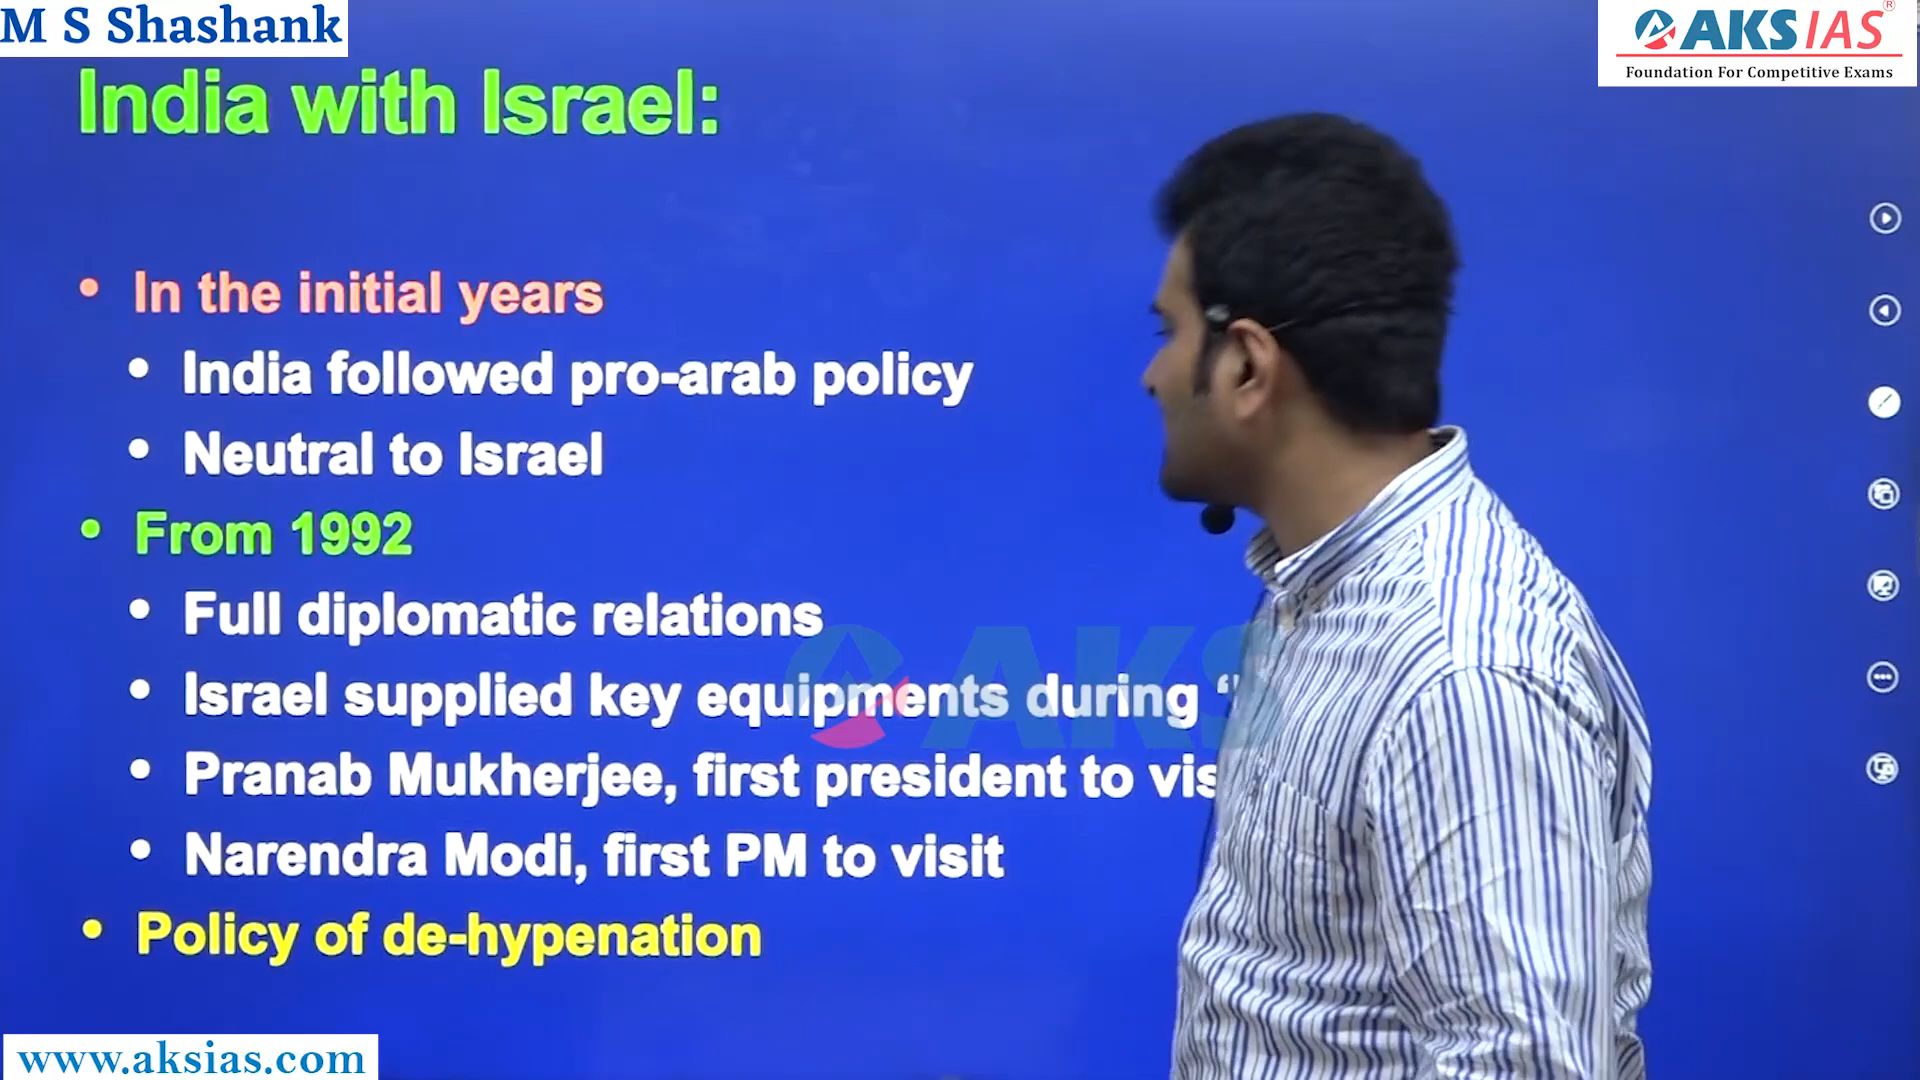 M S Shashank
AKS IAS ®
Foundation For Competitive Exams
India with Israel:
• In the initial years
• India followed pro-arab policy
• Neutral to Israel
• From 1992
• Full diplomatic relations
• Israel supplied key equipments during “
• Pranab Mukherjee, first president to vis
• Narendra Modi, first PM to visit
• Policy of de-hypenation
AKS
www.aksias.com